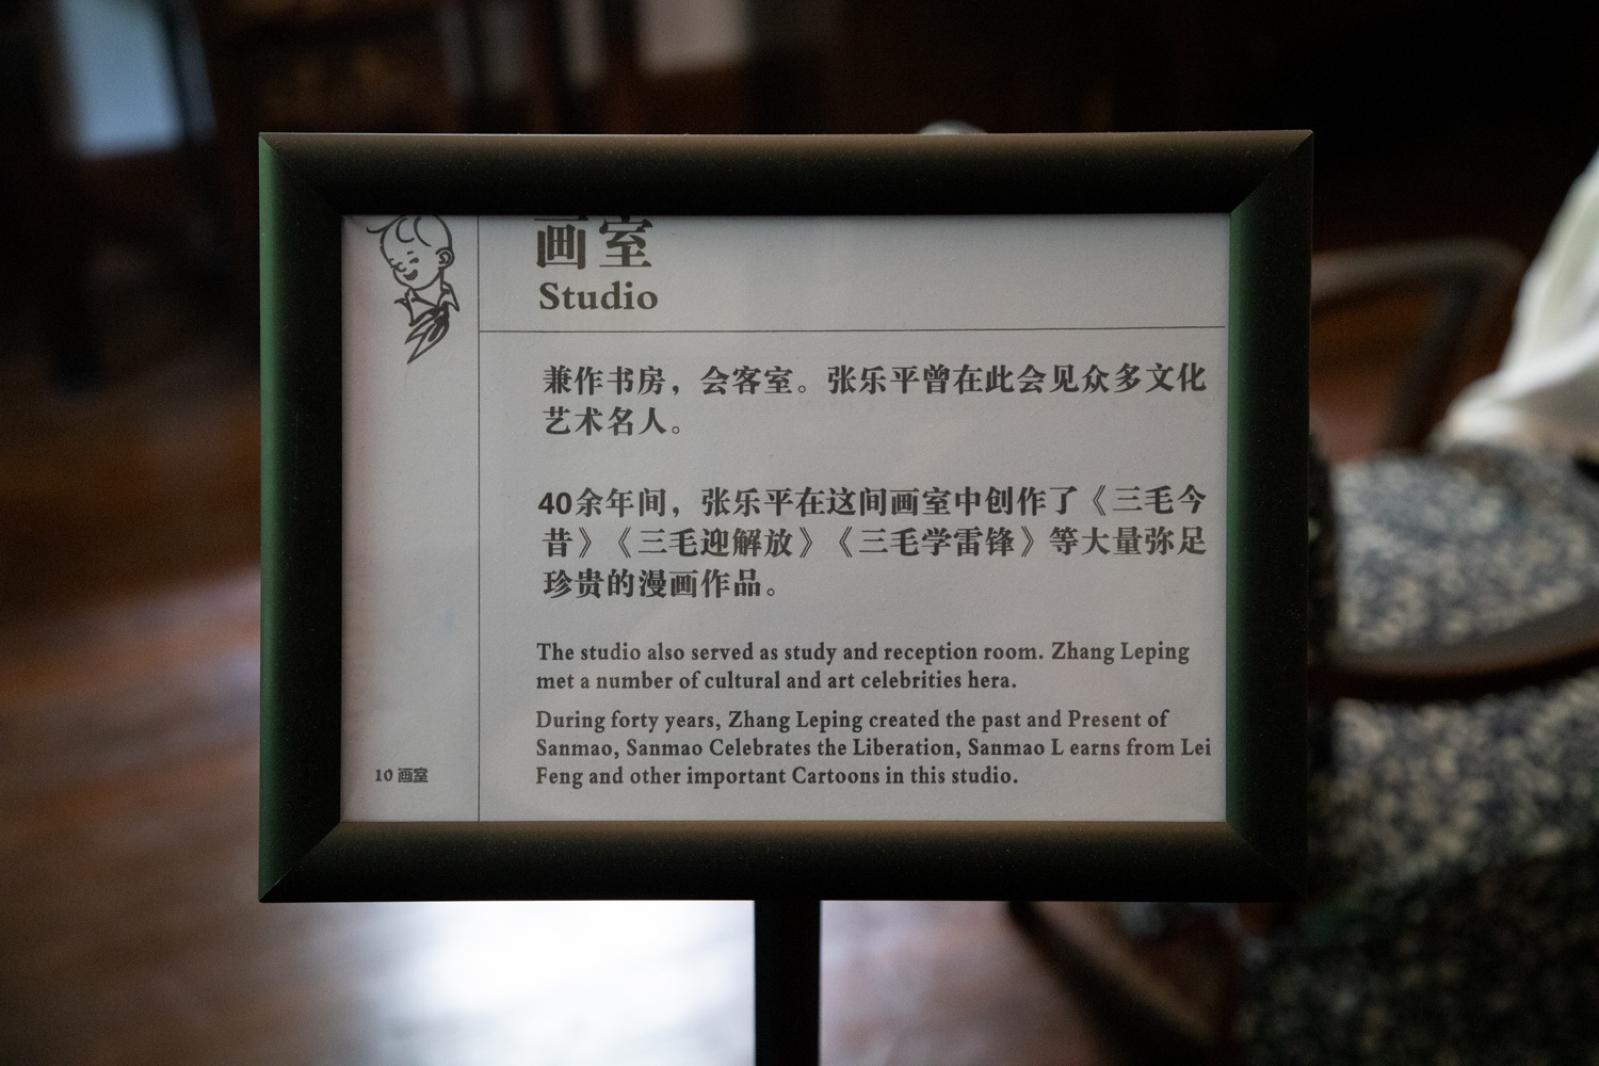 画室
Studio
兼作书房，会客室。张乐平曾在此会见众多文化
艺术名人。
40余年间，张乐平在这间画室中创作了《三毛今
昔》《三毛迎解放》《三毛学雷锋》等大量弥足
珍贵的漫画作品。
The studio also served as study and reception room. Zhang Leping
met a number of cultural and art celebrities hera.
During forty years, Zhang Leping created the past and Present of
Sanmao, Sanmao Celebrates the Liberation, Sanmao L earns from Lei
Feng and other important Cartoons in this studio.
10 画室